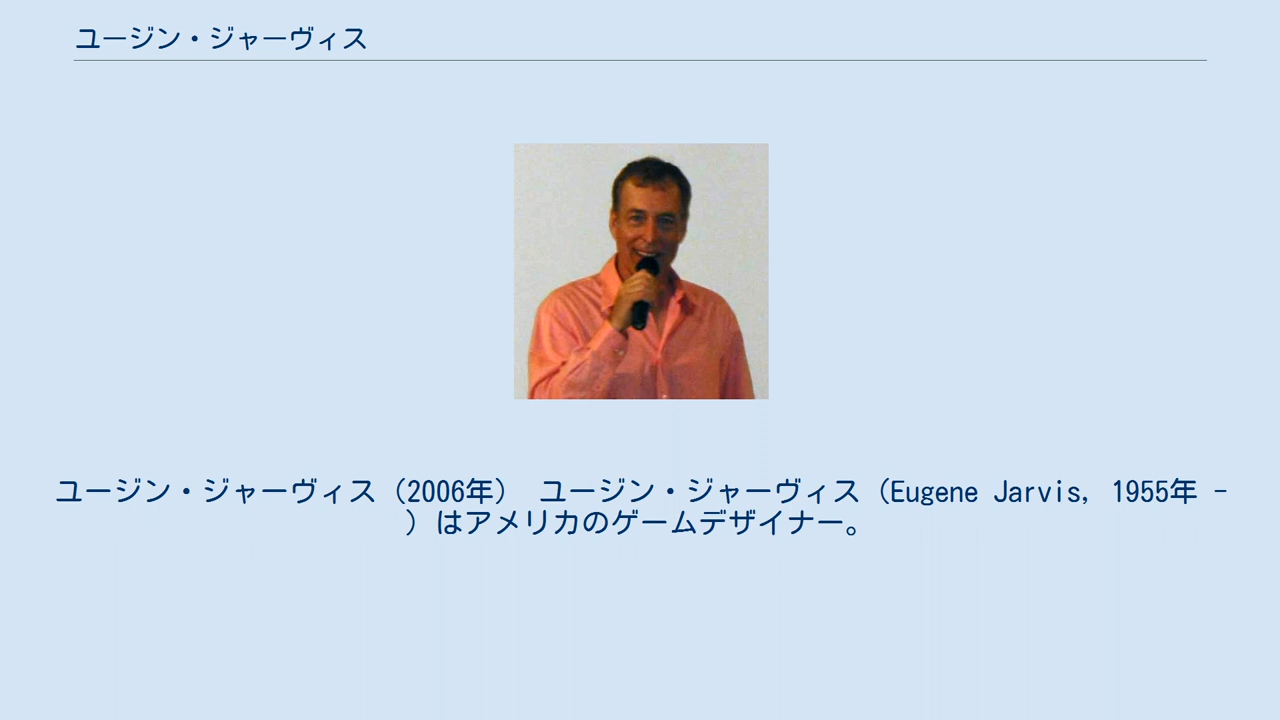 ユージン・ジャーヴィス
ユージン・ジャーヴィス（2006年） ユージン・ジャーヴィス（Eugene Jarvis, 1955年 -
）はアメリカのゲームデザイナー。